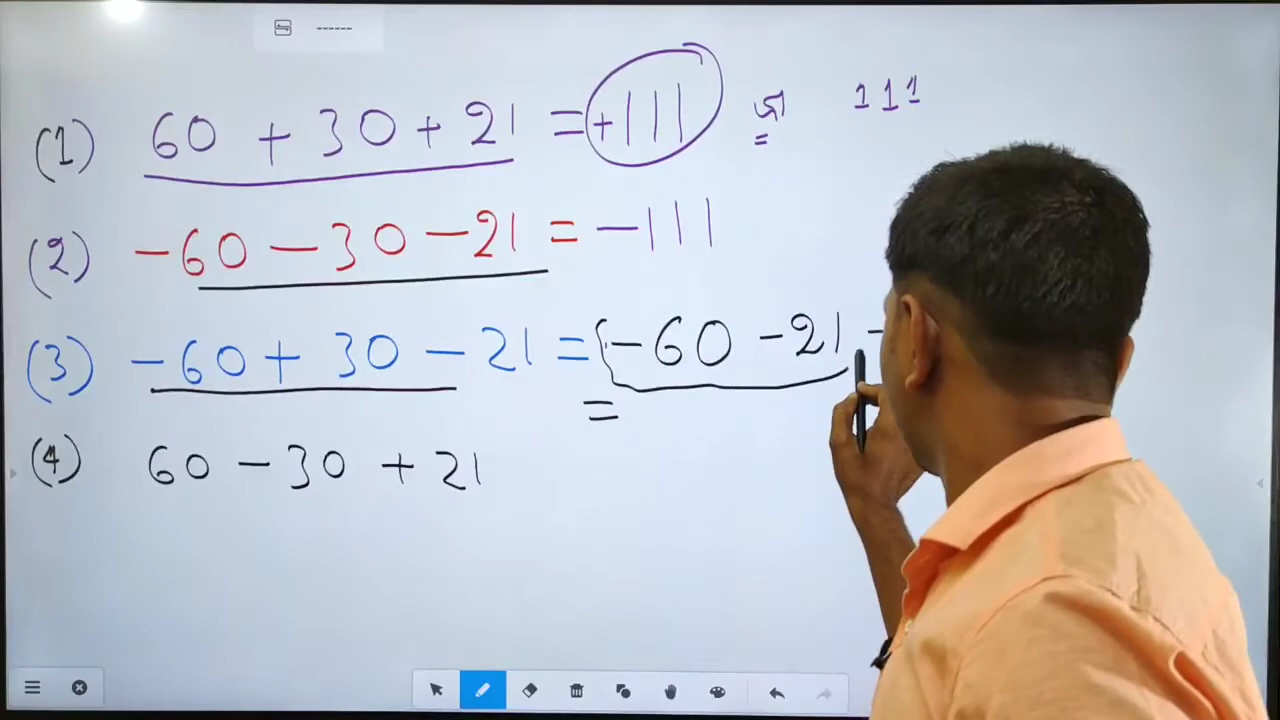 (1) 60 + 30 + 21 = +111 বা 111
(2) -60 - 30 - 21 = -111
(3) -60 + 30 - 21 = {-60 -21
=
(4) 60 - 30 + 21